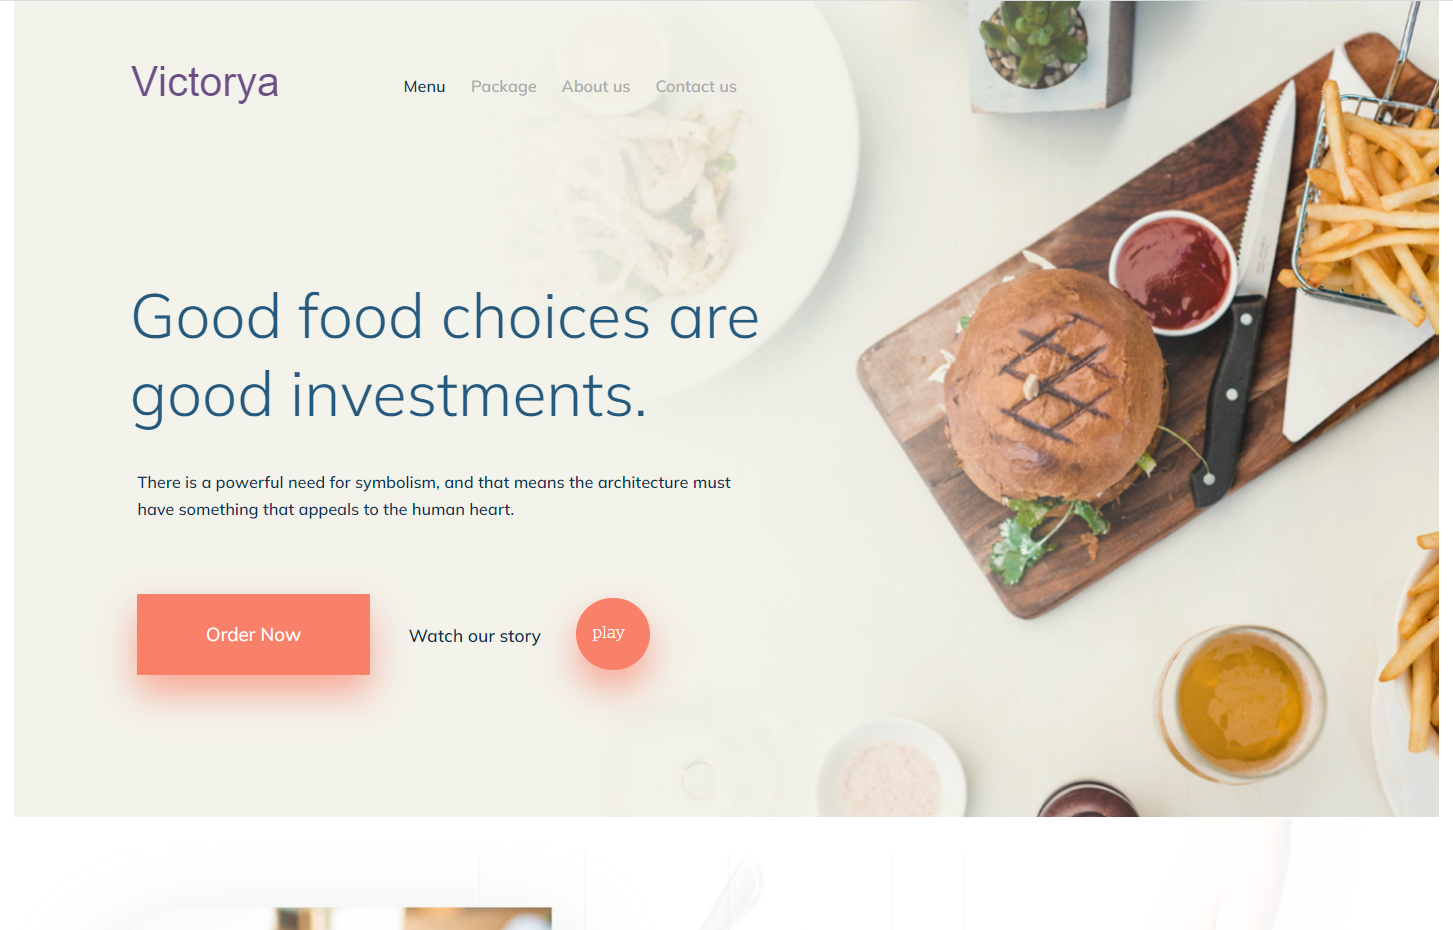 Victorya
Menu Package About us Contact us
Good food choices are
good investments.
There is a powerful need for symbolism, and that means the architecture must
have something that appeals to the human heart.
Order Now Watch our story play